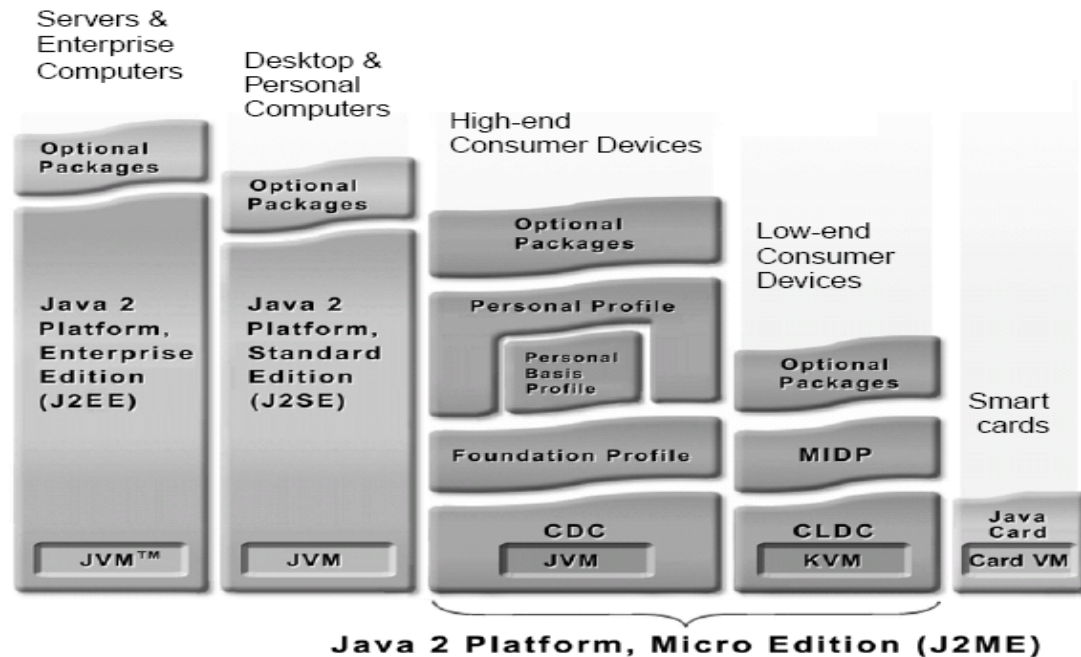 Servers &
Enterprise
Computers
Optional
Packages
Java 2
Platform,
Enterprise
Edition
(J2EE)
JVM™
Desktop &
Personal
Computers
Optional
Packages
Java 2
Platform,
Standard
Edition
(J2SE)
JVM
High-end
Consumer Devices
Optional
Packages
Personal Profile
Personal
Basis
Profile
Foundation Profile
CDC
JVM
Low-end
Consumer
Devices
Optional
Packages
MIDP
CLDC
KVM
Smart
cards
Java
Card
Card VM
Java 2 Platform, Micro Edition (J2ME)